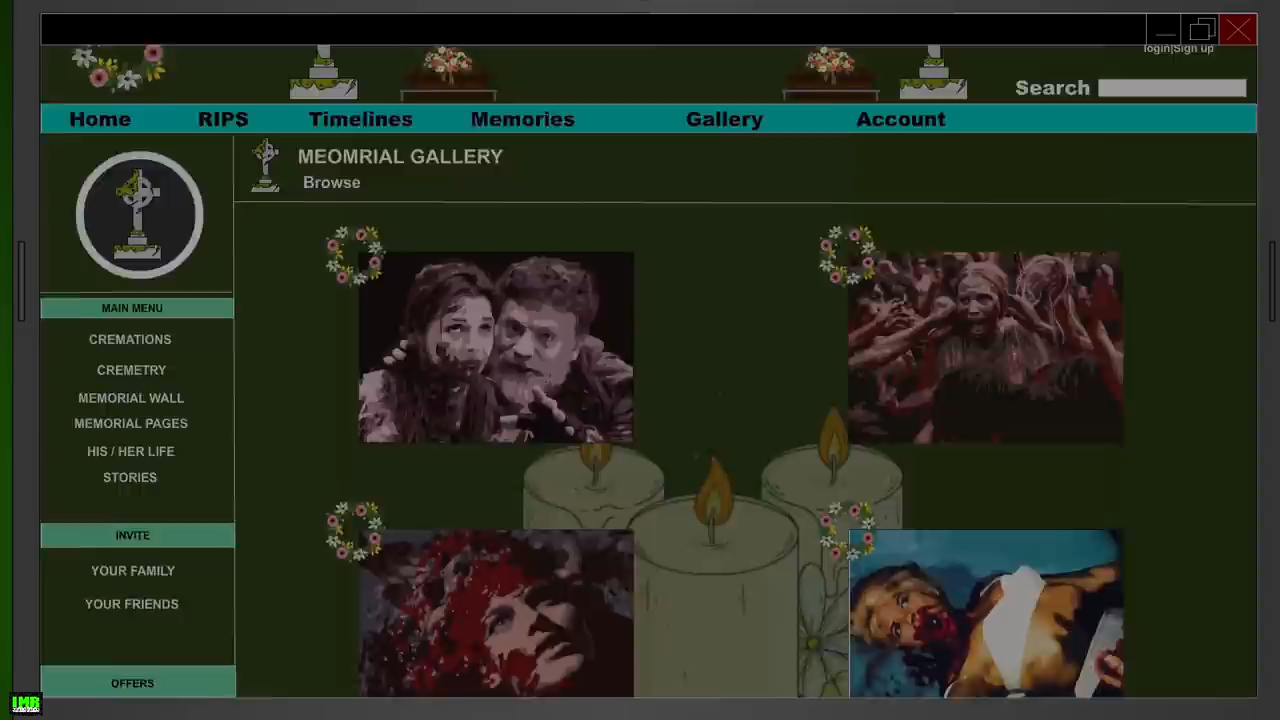 login|Sign up
Search
Home RIPS Timelines Memories Gallery Account
MEOMRIAL GALLERY
Browse
MAIN MENU
CREMATIONS
CREMETRY
MEMORIAL WALL
MEMORIAL PAGES
HIS / HER LIFE
STORIES
INVITE
YOUR FAMILY
YOUR FRIENDS
OFFERS